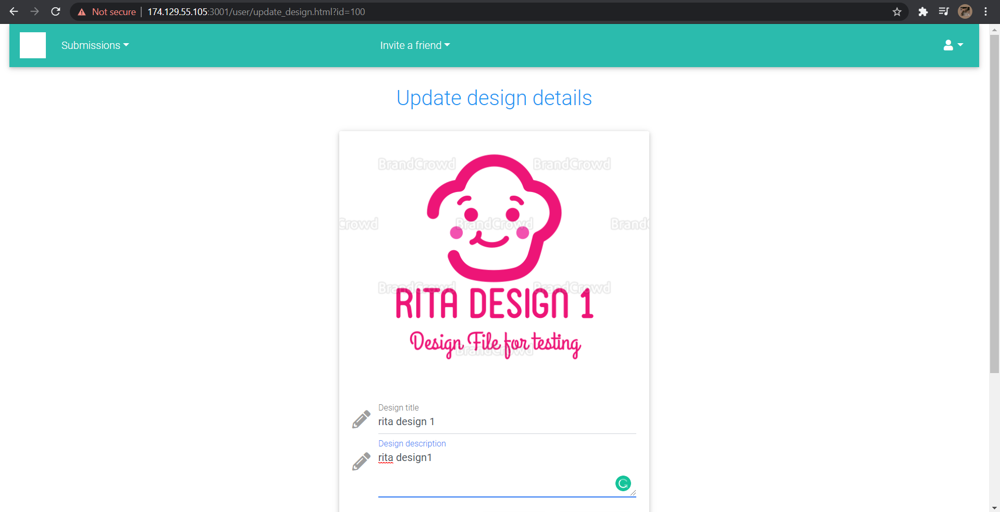 Not secure 174.129.55.105:3001/user/update_design.html?id=100
Submissions Invite a friend
Update design details
BrandCrowd BrandCrowd
Crowd BrandCrowd BrandC
BrandCrowd BrandCrowd
RITA DESIGN 1
Design File for testing
BrandCrowd
Design title
rita design 1
Design description
rita design1